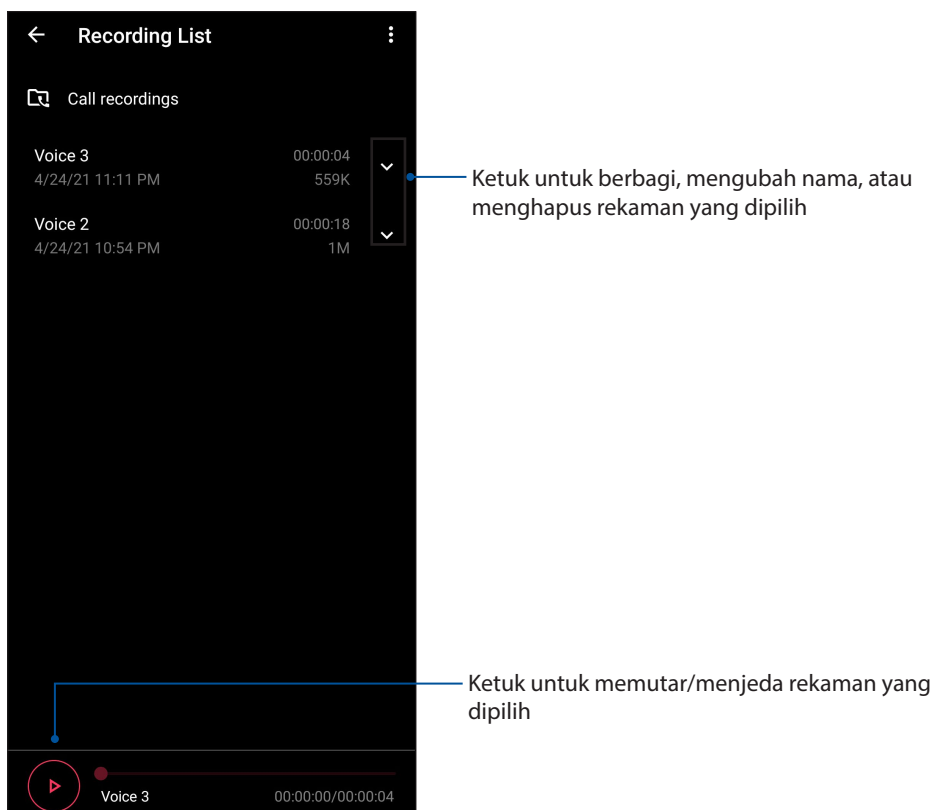 Recording List
Call recordings
Voice 3 00:00:04
4/24/21 11:11 PM 559K
Ketuk untuk berbagi, mengubah nama, atau
menghapus rekaman yang dipilih
Voice 2 00:00:18
4/24/21 10:54 PM 1M
Ketuk untuk memutar/menjeda rekaman yang
dipilih
Voice 3 00:00:00/00:00:04